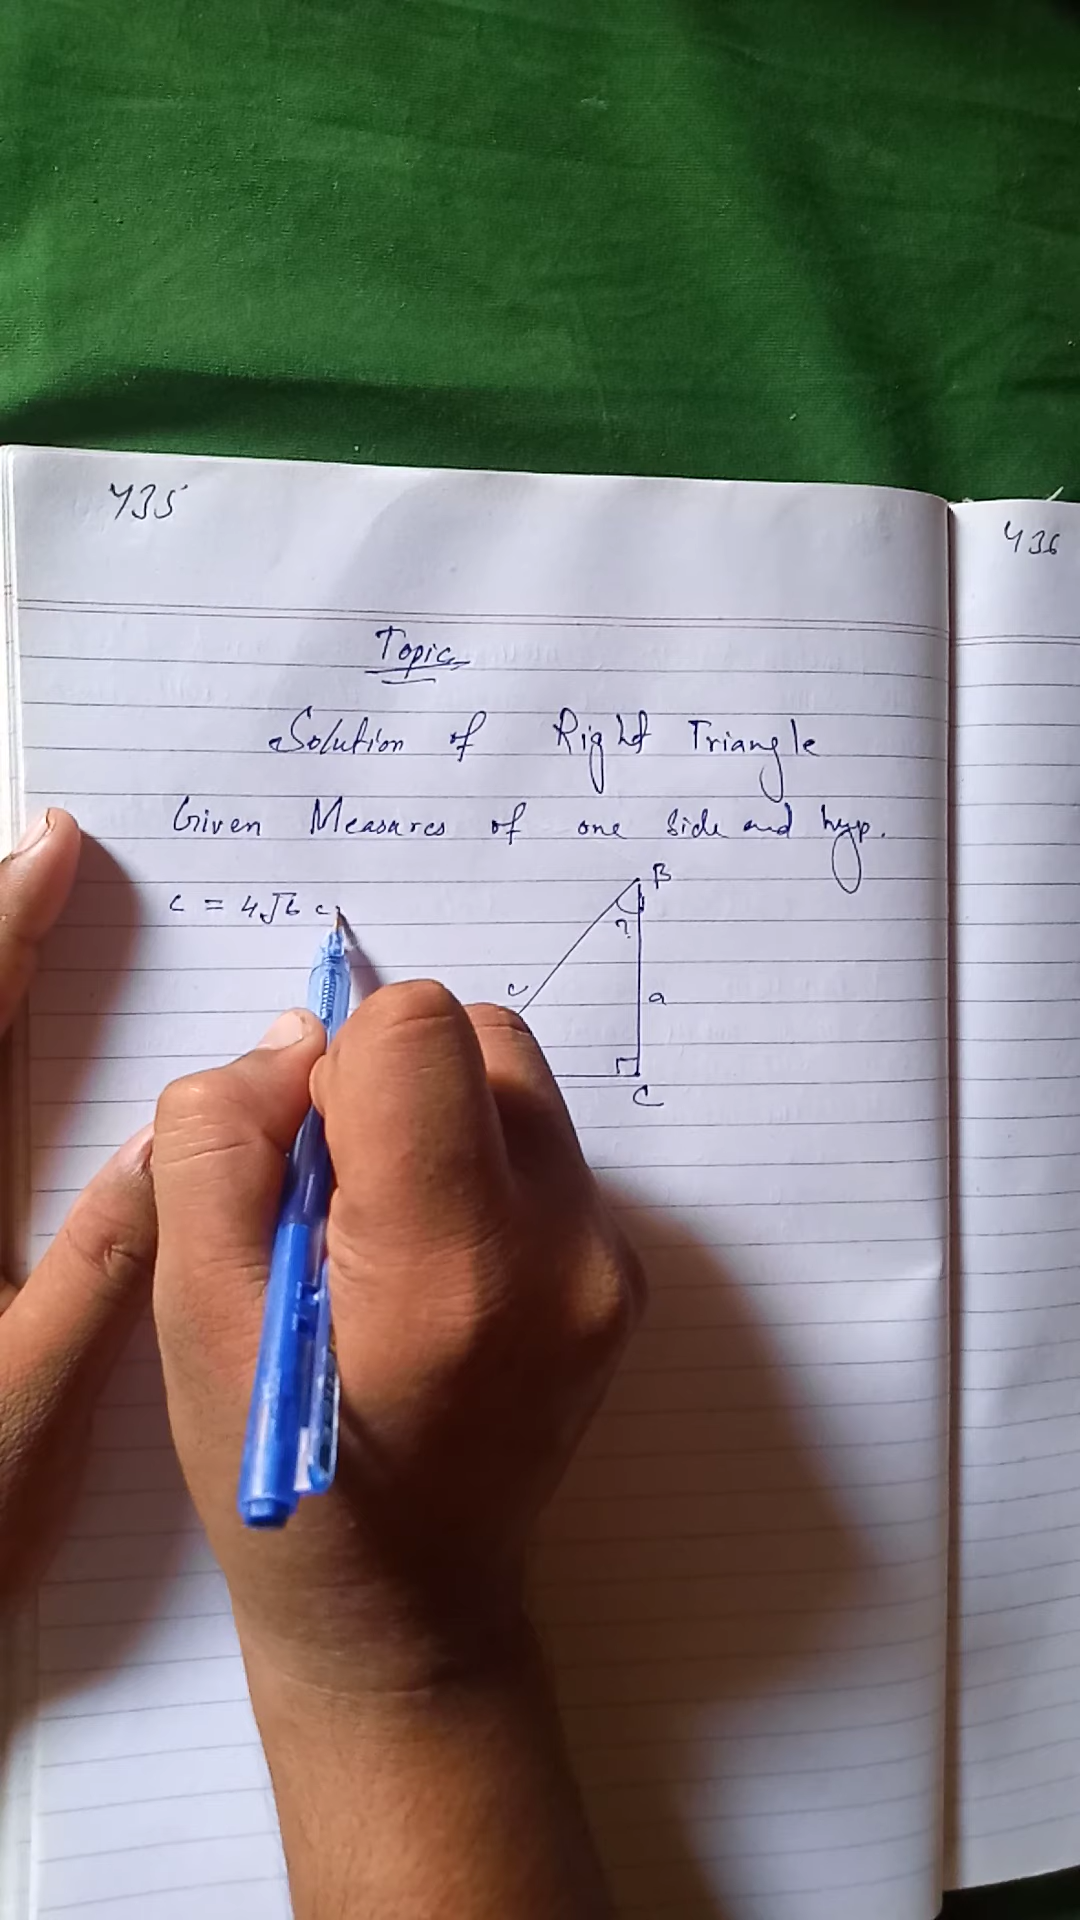 435
436
Topic
Solution of Right Triangle
Given Measures of one side and hyp.
c = 4√6 c
B
?
c
a
C